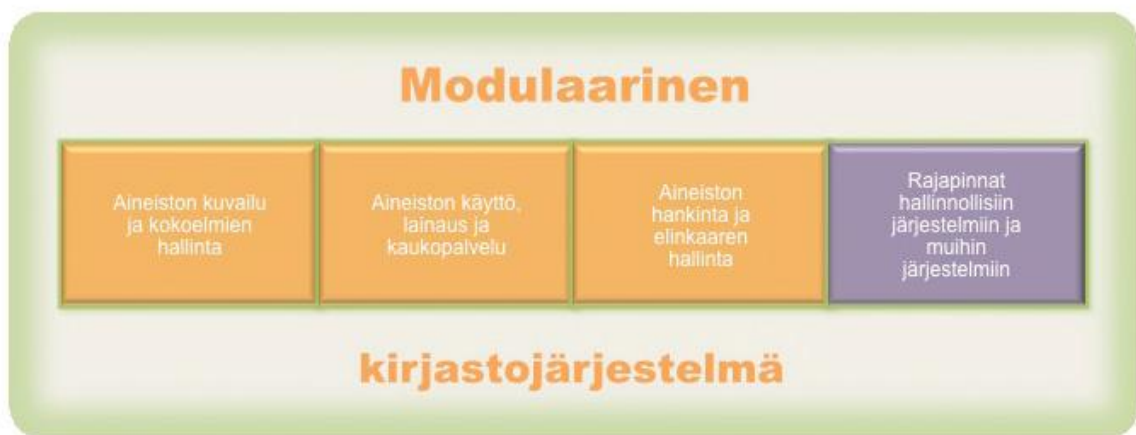 Modulaarinen
Aineiston kuvailu
ja kokoelmien
hallinta
Aineiston käyttö,
lainaus ja
kaukopalvelu
Aineiston
hankinta ja
elinkaaren
hallinta
Rajapinnat
hallinnollisiin
järjestelmiin ja
muihin
järjestelmiin
kirjastojärjestelmä